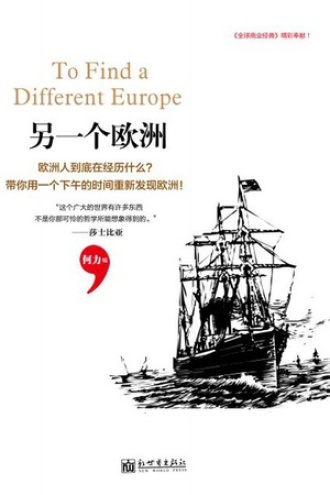 《全球商业经典》精彩奉献！
To Find a
Different Europe
另一个欧洲
欧洲人到底在经历什么？
带你用一个下午的时间重新发现欧洲！
“这个广大的世界有许多东西
不是你那可怜的哲学所能想象得到的。”
——莎士比亚
何力 编
新世界出版社